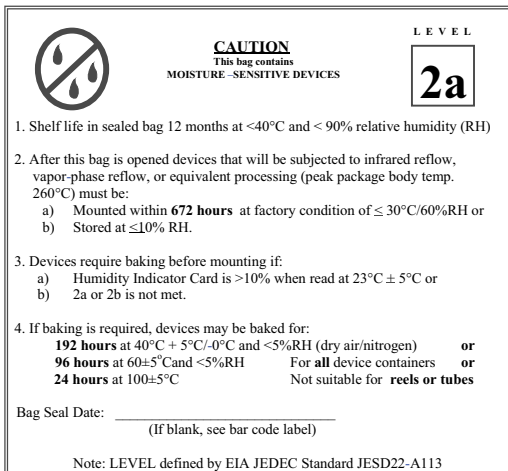 LEVEL
CAUTION
This bag contains
MOISTURE –SENSITIVE DEVICES
2a
1. Shelf life in sealed bag 12 months at <40°C and < 90% relative humidity (RH)
2. After this bag is opened devices that will be subjected to infrared reflow,
vapor-phase reflow, or equivalent processing (peak package body temp.
260°C) must be:
a) Mounted within 672 hours at factory condition of ≤ 30°C/60%RH or
b) Stored at ≤10% RH.
3. Devices require baking before mounting if:
a) Humidity Indicator Card is >10% when read at 23°C ± 5°C or
b) 2a or 2b is not met.
4. If baking is required, devices may be baked for:
192 hours at 40°C + 5°C/-0°C and <5%RH (dry air/nitrogen) or
96 hours at 60±5°Cand <5%RH For all device containers or
24 hours at 100±5°C Not suitable for reels or tubes
Bag Seal Date: ____________________________
(If blank, see bar code label)
Note: LEVEL defined by EIA JEDEC Standard JESD22-A113